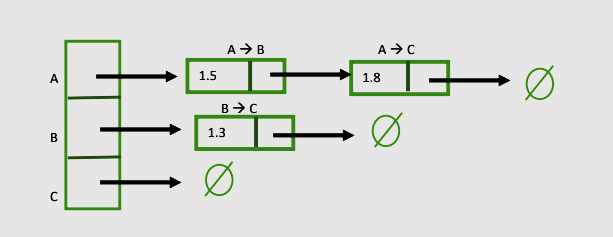 A → B
A → C
A
1.5
1.8
∅
B → C
B
1.3
∅
C
∅